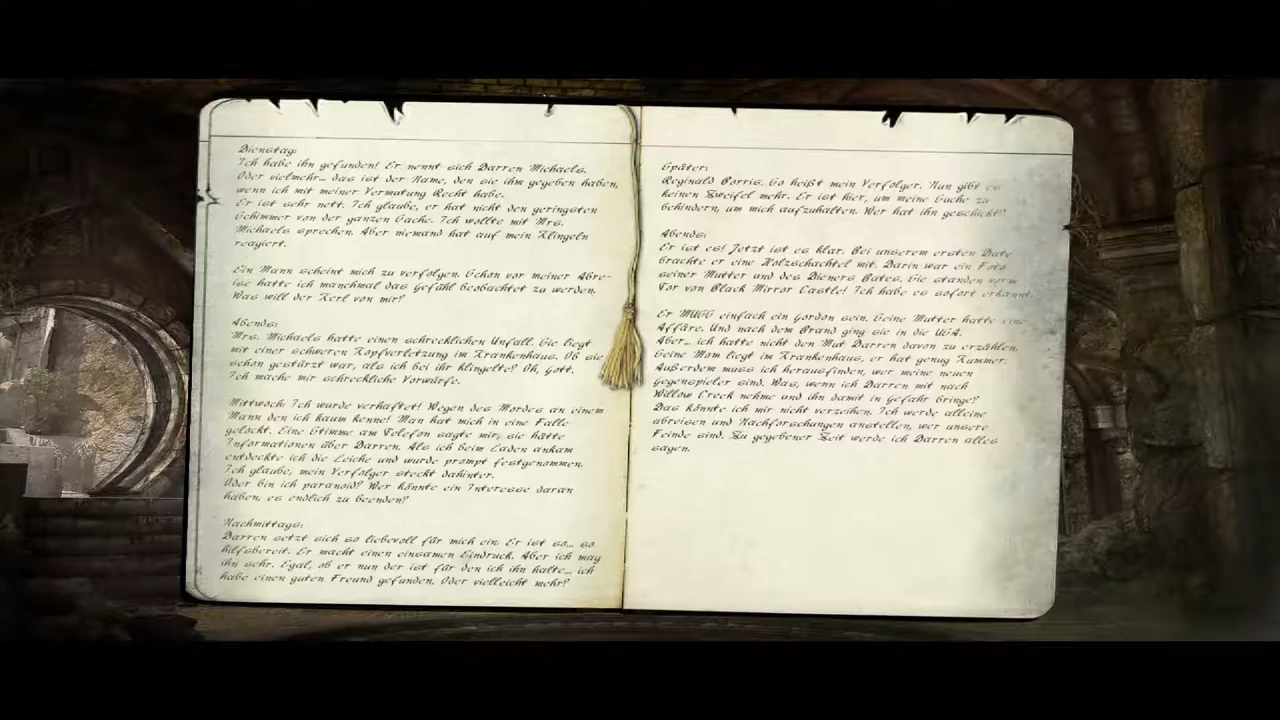 Dienstag:
Ich habe ihn gefunden! Er nennt sich Darren Michaels.
Oder vielmehr... das ist der Name, den sie ihm gegeben haben,
wenn ich mit meiner Vermutung Recht habe.
Er ist sehr nett. Ich glaube, er hat nicht den geringsten
Schimmer von der ganzen Sache. Ich wollte mit Mrs.
Michaels sprechen. Aber niemand hat auf mein Klingeln
reagiert.
Ein Mann scheint mich zu verfolgen. Schon vor meiner Abre-
ise hatte ich manchmal das Gefühl beobachtet zu werden.
Was will der Kerl von mir?
Abends:
Mrs. Michaels hatte einen schrecklichen Unfall. Sie liegt
mit einer schweren Kopfverletzung im Krankenhaus. Ob sie
schon gestürzt war, als ich bei ihr klingelte? Oh, Gott.
Ich mache mir schreckliche Vorwürfe.
Mittwoch: Ich wurde verhaftet! Wegen des Mordes an einem
Mann den ich kaum kenne! Man hat mich in eine Falle
gelockt. Eine Stimme am Telefon sagte mir, sie hätte
Informationen über Darren. Als ich beim Laden ankam
entdeckte ich die Leiche und wurde prompt festgenommen.
Ich glaube, mein Verfolger steckt dahinter.
Oder bin ich paranoid? Wer könnte ein Interesse daran
haben, es endlich zu beenden?
Nachmittags:
Darren setzt sich so liebevoll für mich ein. Er ist so... so
hilfsbereit. Er macht einen einsamen Eindruck. Aber ich mag
ihn sehr. Egal, ob er nun der ist für den ich ihn halte... ich
habe einen guten Freund gefunden. Oder vielleicht mehr?
Später:
Reginald Borris. So heißt mein Verfolger. Nun gibt es
keinen Zweifel mehr. Er ist hier, um meine Suche zu
behindern, um mich aufzuhalten. Wer hat ihn geschickt?
Abends:
Er ist es! Jetzt ist es klar. Bei unserem ersten Date
brachte er eine Holzschachtel mit. Darin war ein Foto
seiner Mutter und des Dieners Bates. Sie standen vorm
Tor von Black Mirror Castle! Ich habe es sofort erkannt.
Er MUSS einfach ein Gordon sein. Seine Mutter hatte eine
Affäre. Und nach dem Brand ging sie in die USA.
Aber... ich hatte nicht den Mut Darren davon zu erzählen.
Seine Mom liegt im Krankenhaus, er hat genug Kummer.
Außerdem muss ich herausfinden, wer meine neuen
Gegenspieler sind. Was, wenn ich Darren mit nach
Willow Creek nehme und ihn damit in Gefahr bringe?
Das könnte ich mir nicht verzeihen. Ich werde alleine
abreisen und Nachforschungen anstellen, wer unsere
Feinde sind. Zu gegebener Zeit werde ich Darren alles
sagen.